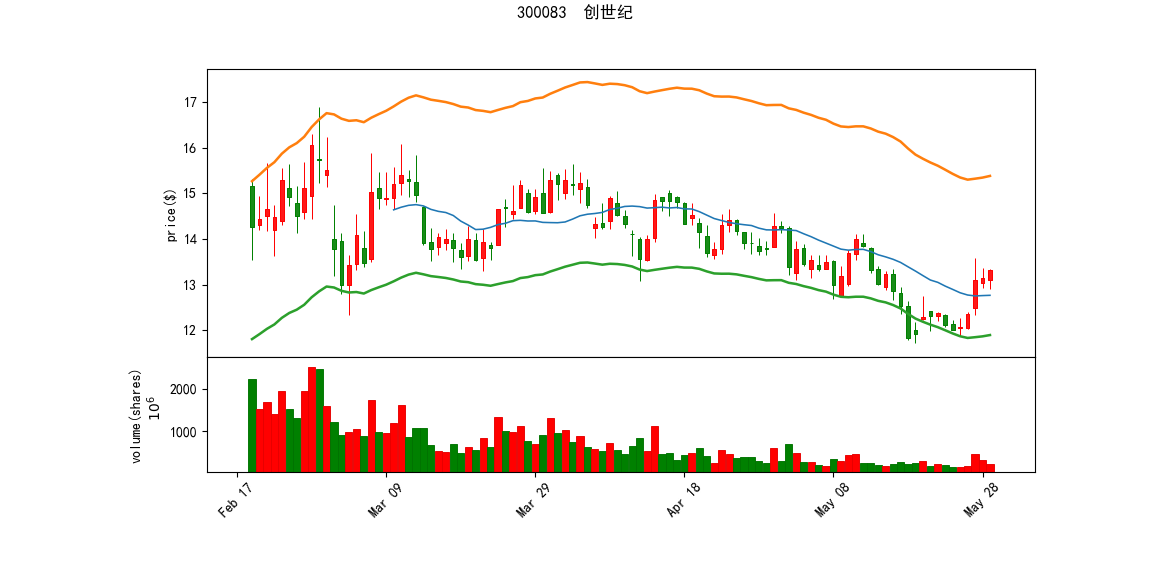 300083 创世纪
price($)
17
16
15
14
13
12
volume(shares)
10^6
2000
1000
Feb 17
Mar 09
Mar 29
Apr 18
May 08
May 28